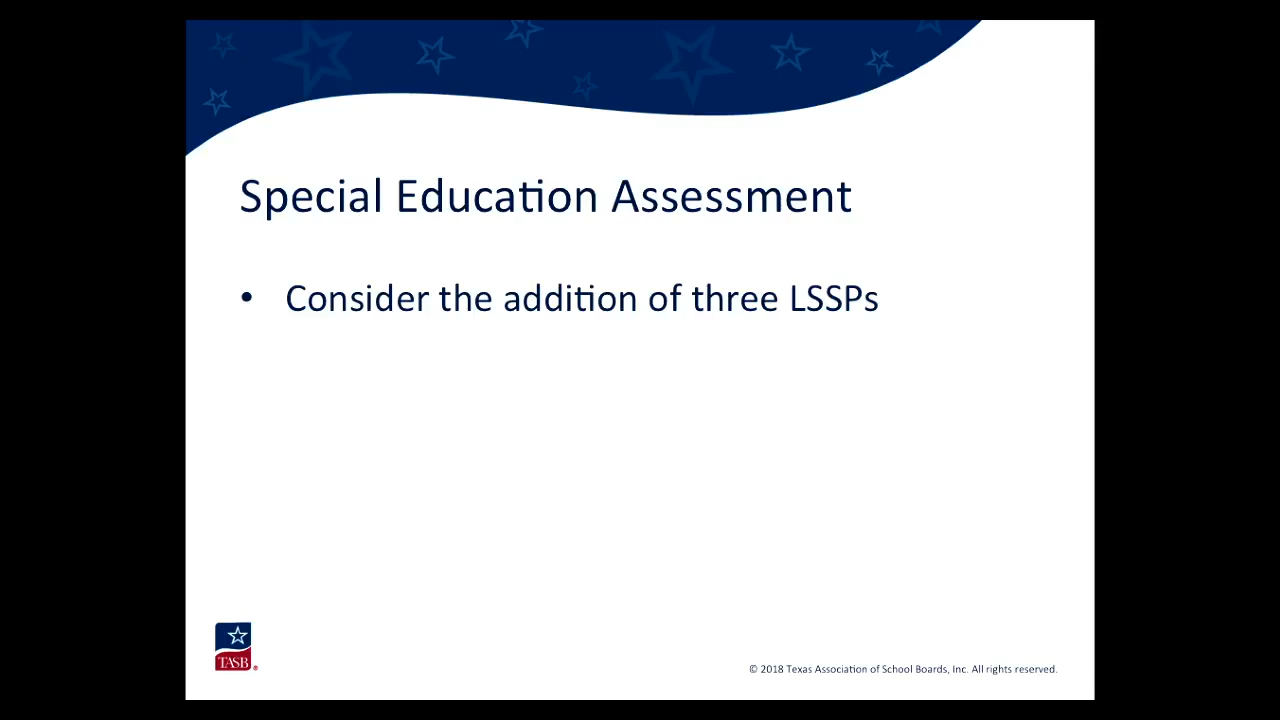 Special Education Assessment
• Consider the addition of three LSSPs
TASB®
© 2018 Texas Association of School Boards, Inc. All rights reserved.